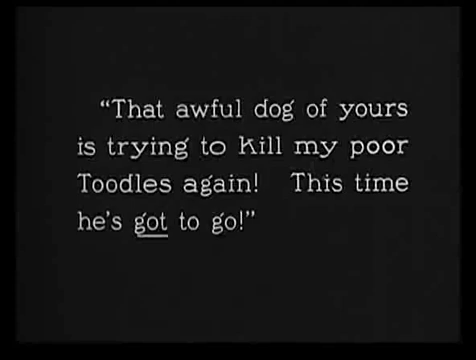 “That awful dog of yours
is trying to kill my poor
Toodles again! This time
he's got to go!”